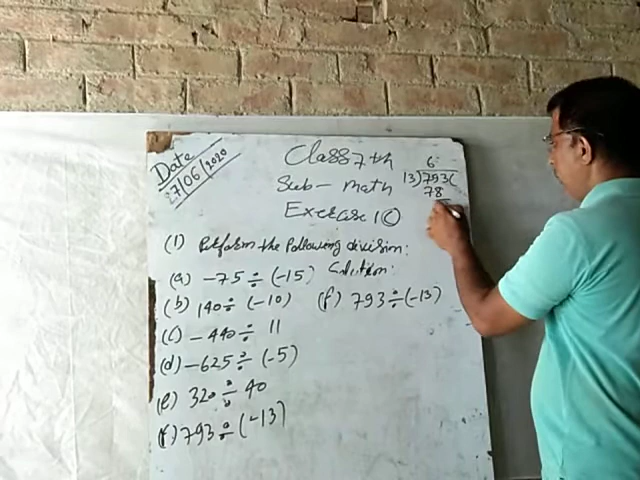 Date
27/06/2020
Class 7th
Sub- Math
Exercise 1 (C)
6
13)793(
78
(1) Perform the following division:
(a) -75 ÷ (-15)
Solution:
(b) 140 ÷ (-10)
(f) 793 ÷ (-13)
(c) -440 ÷ 11
(d) -625 ÷ (-5)
(e) 320 ÷ 40
(f) 793 ÷ (-13)